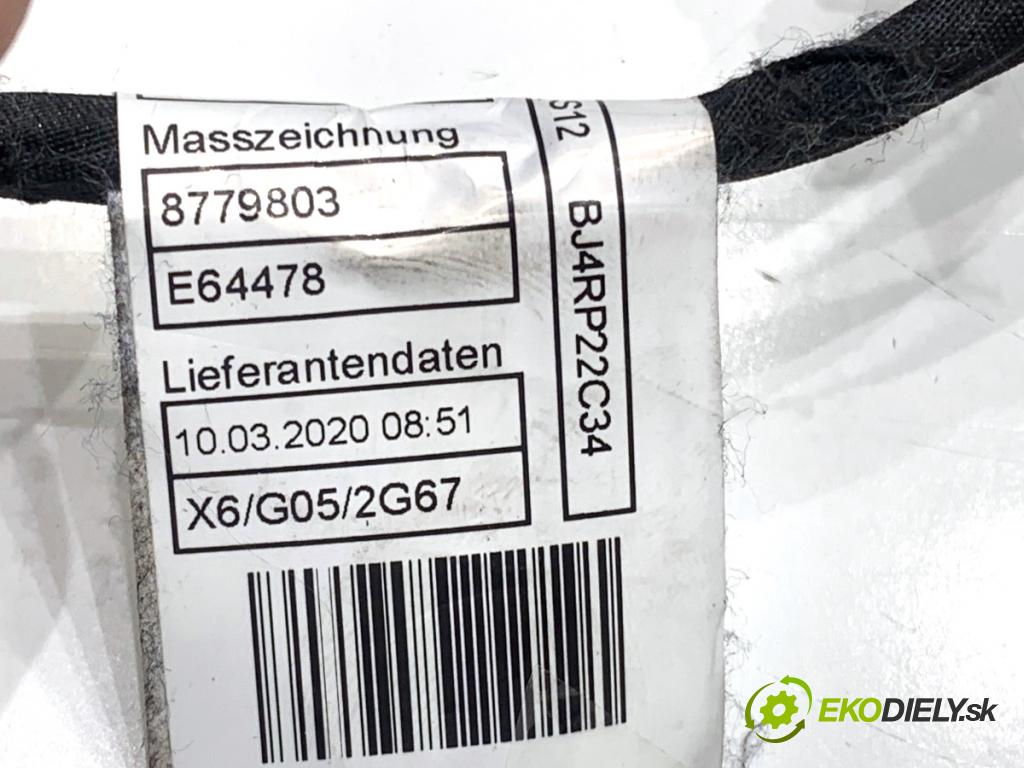 Masszeichnung
8779803
E64478
Lieferantendaten
10.03.2020 08:51
X6/G05/2G67
S12
BJ4RP22C34
EKODIELY.sk